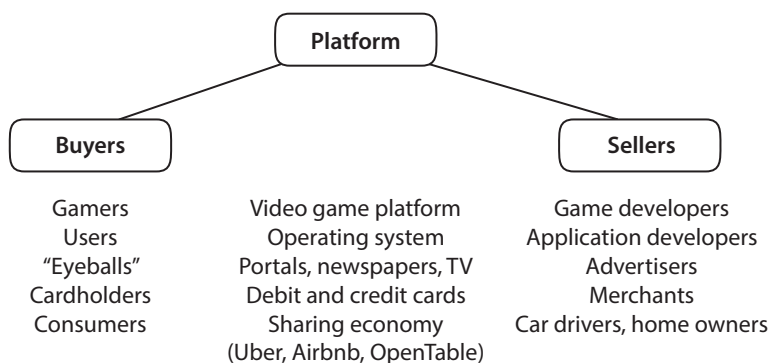 Platform
Buyers
Sellers
Gamers Video game platform Game developers
Users Operating system Application developers
“Eyeballs” Portals, newspapers, TV Advertisers
Cardholders Debit and credit cards Merchants
Consumers Sharing economy Car drivers, home owners
(Uber, Airbnb, OpenTable)